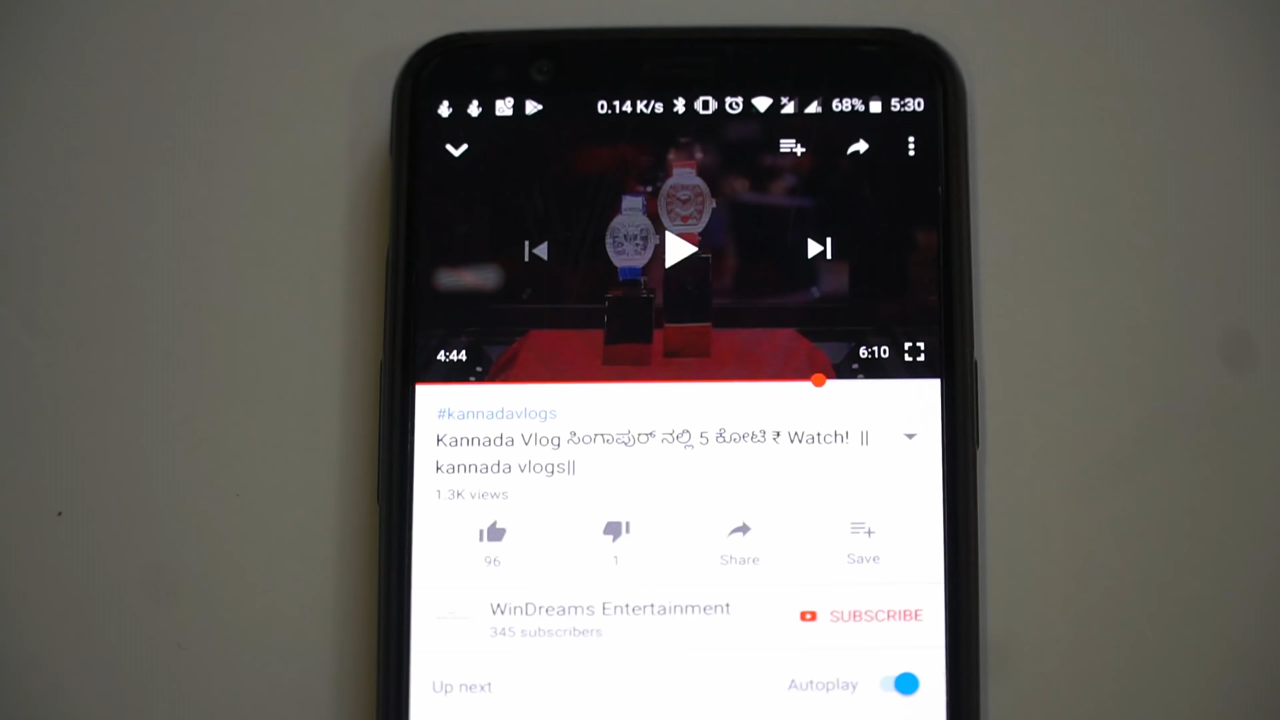 0.14 K/s 68% 5:30
4:44 6:10
#kannadavlogs
Kannada Vlog ಸಿಂಗಾಪುರ್ ನಲ್ಲಿ 5 ಕೋಟಿ ₹ Watch! ||
kannada vlogs||
1.3K views
96 1 Share Save
WinDreams Entertainment SUBSCRIBE
345 subscribers
Up next Autoplay